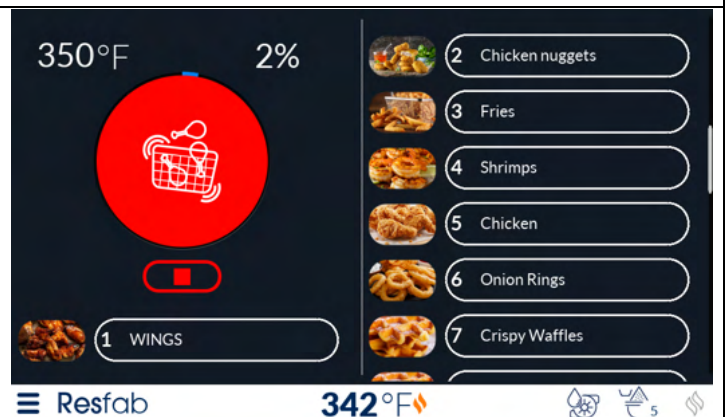 350°F 2%
1 WINGS
2 Chicken nuggets
3 Fries
4 Shrimps
5 Chicken
6 Onion Rings
7 Crispy Waffles
Resfab 342°F 5